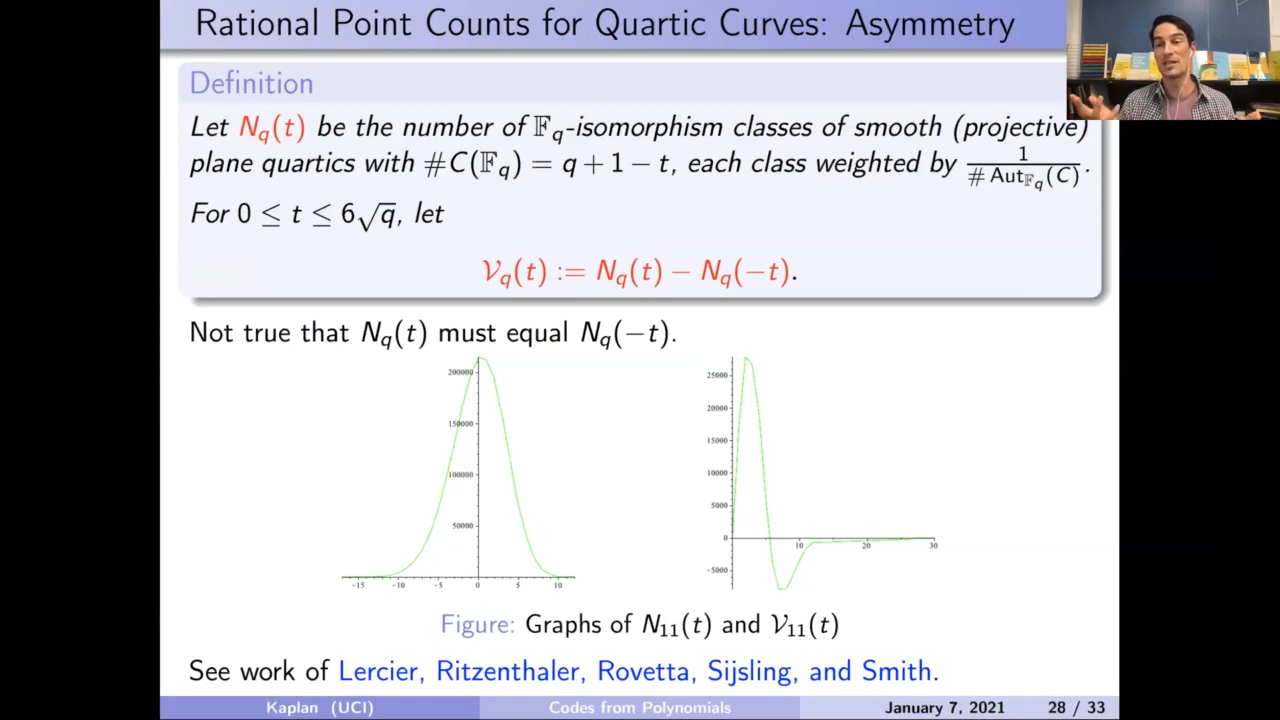 Rational Point Counts for Quartic Curves: Asymmetry
Definition
Let N_q(t) be the number of 𝔽_q-isomorphism classes of smooth (projective)
plane quartics with #C(𝔽_q) = q + 1 − t, each class weighted by 1/# Aut_{𝔽_q}(C).
For 0 ≤ t ≤ 6√q, let
𝒱_q(t) := N_q(t) − N_q(−t).
Not true that N_q(t) must equal N_q(−t).
200000
150000
100000
50000
-15 -10 -5 0 5 10
25000
20000
15000
10000
5000
0
-5000
10 20 30
Figure: Graphs of N_11(t) and 𝒱_11(t)
See work of Lercier, Ritzenthaler, Rovetta, Sijsling, and Smith.
Kaplan (UCI) Codes from Polynomials January 7, 2021 28 / 33